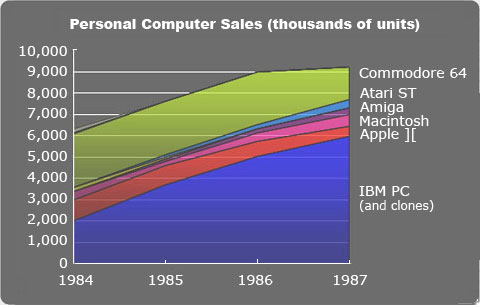 Personal Computer Sales (thousands of units)
10,000
9,000
8,000
7,000
6,000
5,000
4,000
3,000
2,000
1,000
0
1984 1985 1986 1987
Commodore 64
Atari ST
Amiga
Macintosh
Apple ][
IBM PC
(and clones)